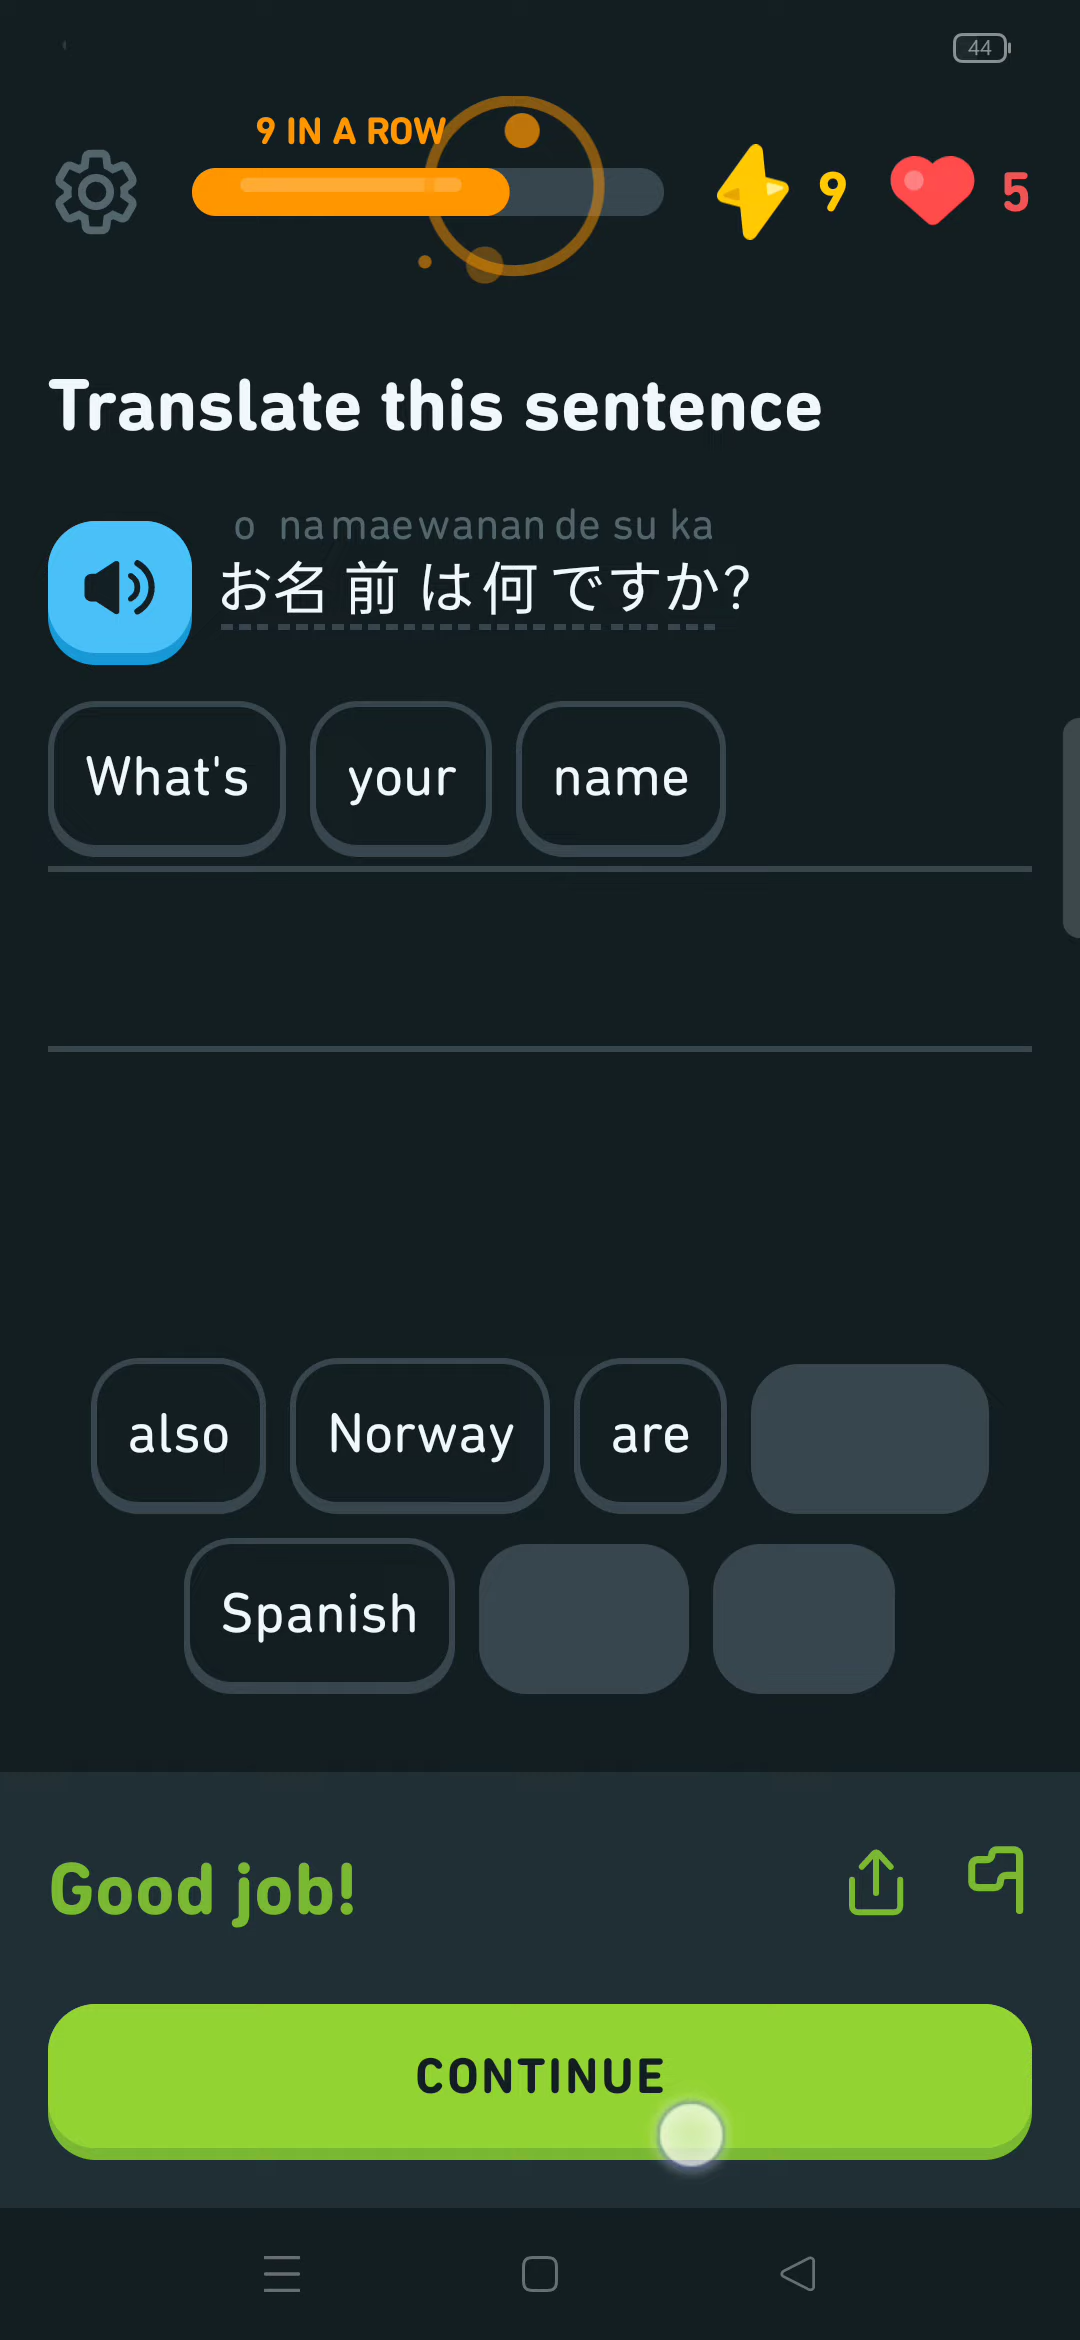 44
9 IN A ROW
9
5
Translate this sentence
o namaewanan de su ka
お名前は何ですか?
What's your name
also Norway are
Spanish
Good job!
CONTINUE